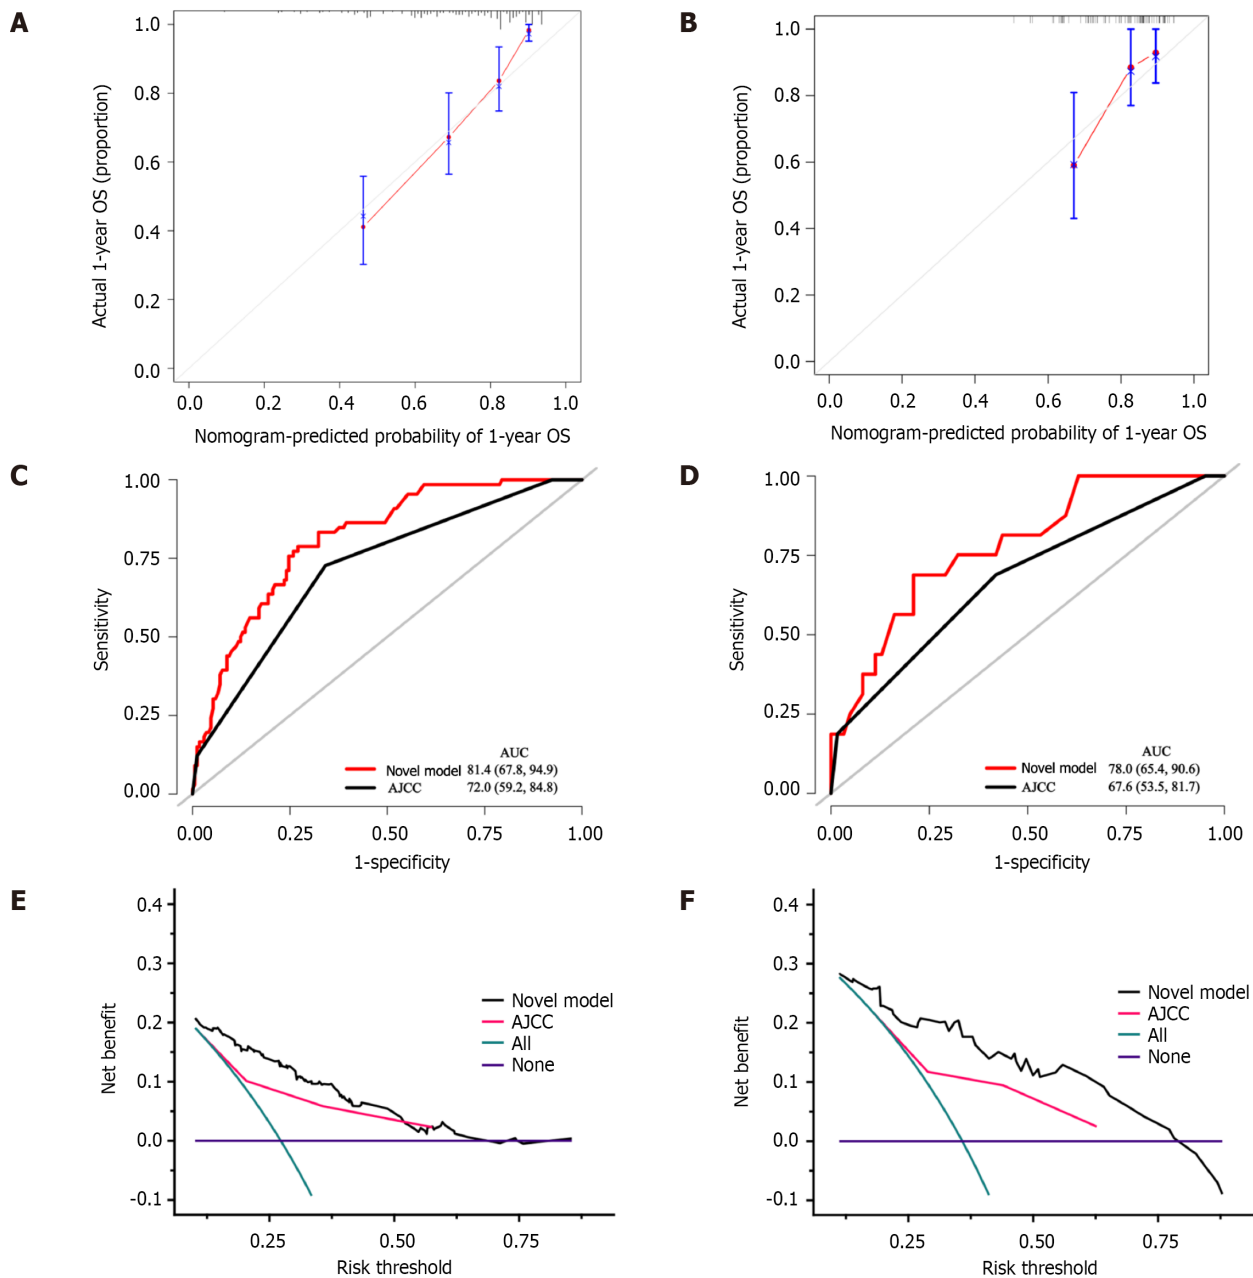 A
1.0
0.8
0.6
0.4
0.2
0.0
Actual 1-year OS (proportion)
0.0 0.2 0.4 0.6 0.8 1.0
Nomogram-predicted probability of 1-year OS
B
1.0
0.8
0.6
0.4
0.2
0.0
Actual 1-year OS (proportion)
0.0 0.2 0.4 0.6 0.8 1.0
Nomogram-predicted probability of 1-year OS
C
1.00
0.75
0.50
0.25
0.00
Sensitivity
AUC
Novel model 81.4 (67.8, 94.9)
AJCC 72.0 (59.2, 84.8)
0.00 0.25 0.50 0.75 1.00
1-specificity
D
1.00
0.75
0.50
0.25
0.00
Sensitivity
AUC
Novel model 78.0 (65.4, 90.6)
AJCC 67.6 (53.5, 81.7)
0.00 0.25 0.50 0.75 1.00
1-specificity
E
0.4
0.3
0.2
0.1
0.0
-0.1
Net benefit
Novel model
AJCC
All
None
0.25 0.50 0.75
Risk threshold
F
0.4
0.3
0.2
0.1
0.0
-0.1
Net benefit
Novel model
AJCC
All
None
0.25 0.50 0.75
Risk threshold